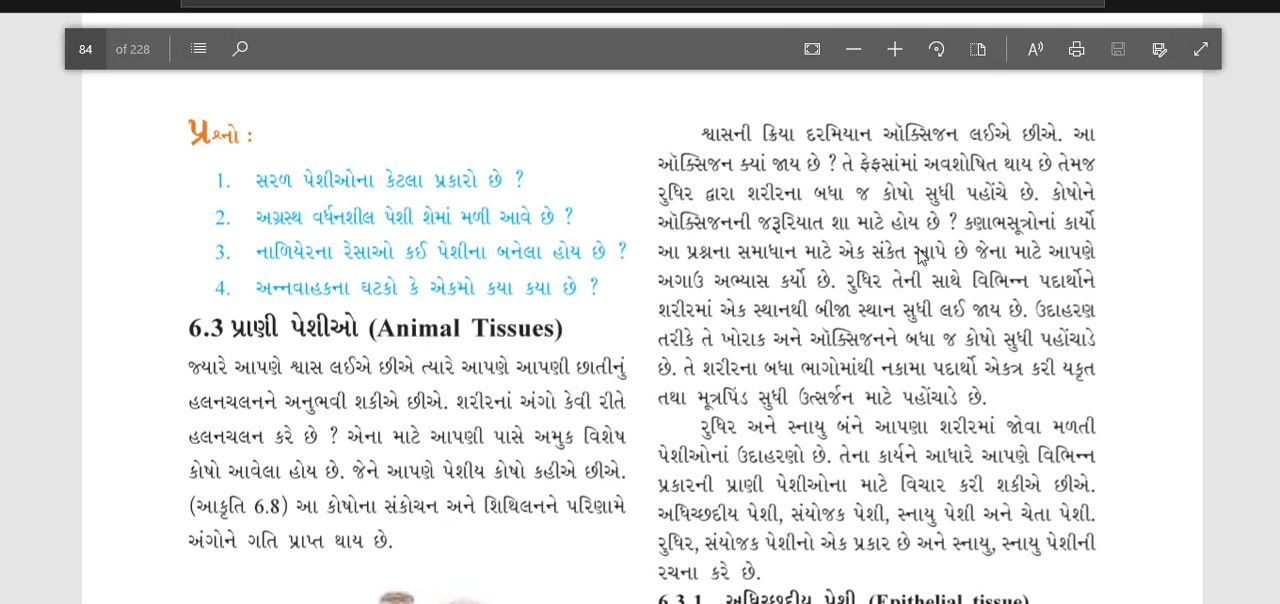 84 of 228
પ્રશ્નો :
1. સરળ પેશીઓના કેટલા પ્રકારો છે ?
2. અગ્રસ્થ વર્ધનશીલ પેશી શેમાં મળી આવે છે ?
3. નાળિયેરના રેસાઓ કઈ પેશીના બનેલા હોય છે ?
4. અન્નવાહકના ઘટકો કે એકમો કયા કયા છે ?
6.3 પ્રાણી પેશીઓ (Animal Tissues)
જ્યારે આપણે શ્વાસ લઈએ છીએ ત્યારે આપણે આપણી છાતીનું
હલનચલનને અનુભવી શકીએ છીએ. શરીરનાં અંગો કેવી રીતે
હલનચલન કરે છે ? એના માટે આપણી પાસે અમુક વિશેષ
કોષો આવેલા હોય છે. જેને આપણે પેશીય કોષો કહીએ છીએ.
(આકૃતિ 6.8) આ કોષોના સંકોચન અને શિથિલનને પરિણામે
અંગોને ગતિ પ્રાપ્ત થાય છે.
શ્વાસની ક્રિયા દરમિયાન ઑક્સિજન લઈએ છીએ. આ
ઑક્સિજન ક્યાં જાય છે ? તે ફેફસાંમાં અવશોષિત થાય છે તેમજ
રુધિર દ્વારા શરીરના બધા જ કોષો સુધી પહોંચે છે. કોષોને
ઑક્સિજનની જરૂરિયાત શા માટે હોય છે ? કણાભસૂત્રોનાં કાર્યો
આ પ્રશ્નના સમાધાન માટે એક સંકેત આપે છે જેના માટે આપણે
અગાઉ અભ્યાસ કર્યો છે. રુધિર તેની સાથે વિભિન્ન પદાર્થોને
શરીરમાં એક સ્થાનથી બીજા સ્થાન સુધી લઈ જાય છે. ઉદાહરણ
તરીકે તે ખોરાક અને ઑક્સિજનને બધા જ કોષો સુધી પહોંચાડે
છે. તે શરીરના બધા ભાગોમાંથી નકામા પદાર્થો એકત્ર કરી યકૃત
તથા મૂત્રપિંડ સુધી ઉત્સર્જન માટે પહોંચાડે છે.
રુધિર અને સ્નાયુ બંને આપણા શરીરમાં જોવા મળતી
પેશીઓનાં ઉદાહરણો છે. તેના કાર્યને આધારે આપણે વિભિન્ન
પ્રકારની પ્રાણી પેશીઓના માટે વિચાર કરી શકીએ છીએ.
અધિચ્છદીય પેશી, સંયોજક પેશી, સ્નાયુ પેશી અને ચેતા પેશી.
રુધિર, સંયોજક પેશીનો એક પ્રકાર છે અને સ્નાયુ, સ્નાયુ પેશીની
રચના કરે છે.
6.3.1 અધિચ્છદીય પેશી (Epithelial tissue)